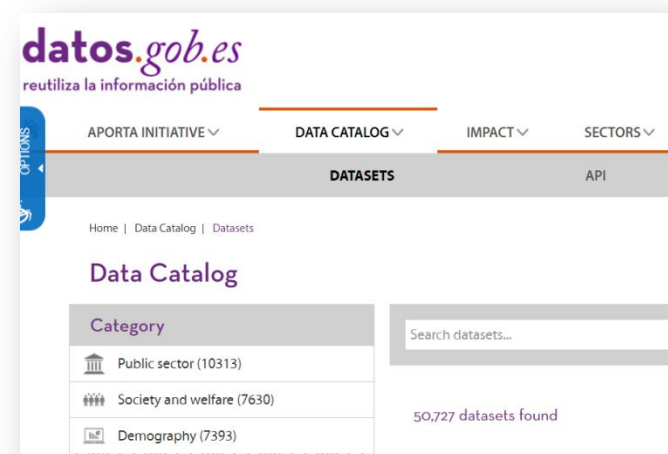 datos.gob.es
reutiliza la información pública
OPTIONS
APORTA INITIATIVE DATA CATALOG IMPACT SECTORS
DATASETS API
Home | Data Catalog | Datasets
Data Catalog
Category
Public sector (10313)
Society and welfare (7630)
Demography (7393)
Search datasets...
50,727 datasets found